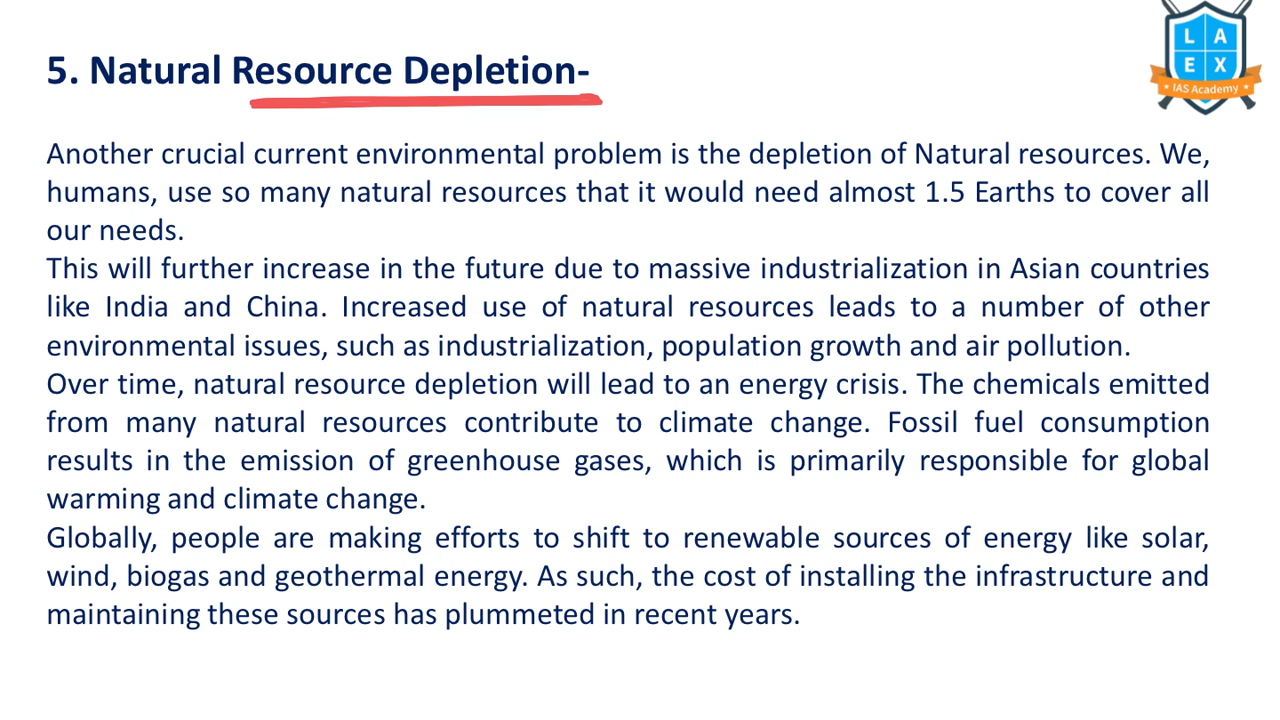 5. Natural Resource Depletion-
L A
E X
IAS Academy
Another crucial current environmental problem is the depletion of Natural resources. We,
humans, use so many natural resources that it would need almost 1.5 Earths to cover all
our needs.
This will further increase in the future due to massive industrialization in Asian countries
like India and China. Increased use of natural resources leads to a number of other
environmental issues, such as industrialization, population growth and air pollution.
Over time, natural resource depletion will lead to an energy crisis. The chemicals emitted
from many natural resources contribute to climate change. Fossil fuel consumption
results in the emission of greenhouse gases, which is primarily responsible for global
warming and climate change.
Globally, people are making efforts to shift to renewable sources of energy like solar,
wind, biogas and geothermal energy. As such, the cost of installing the infrastructure and
maintaining these sources has plummeted in recent years.